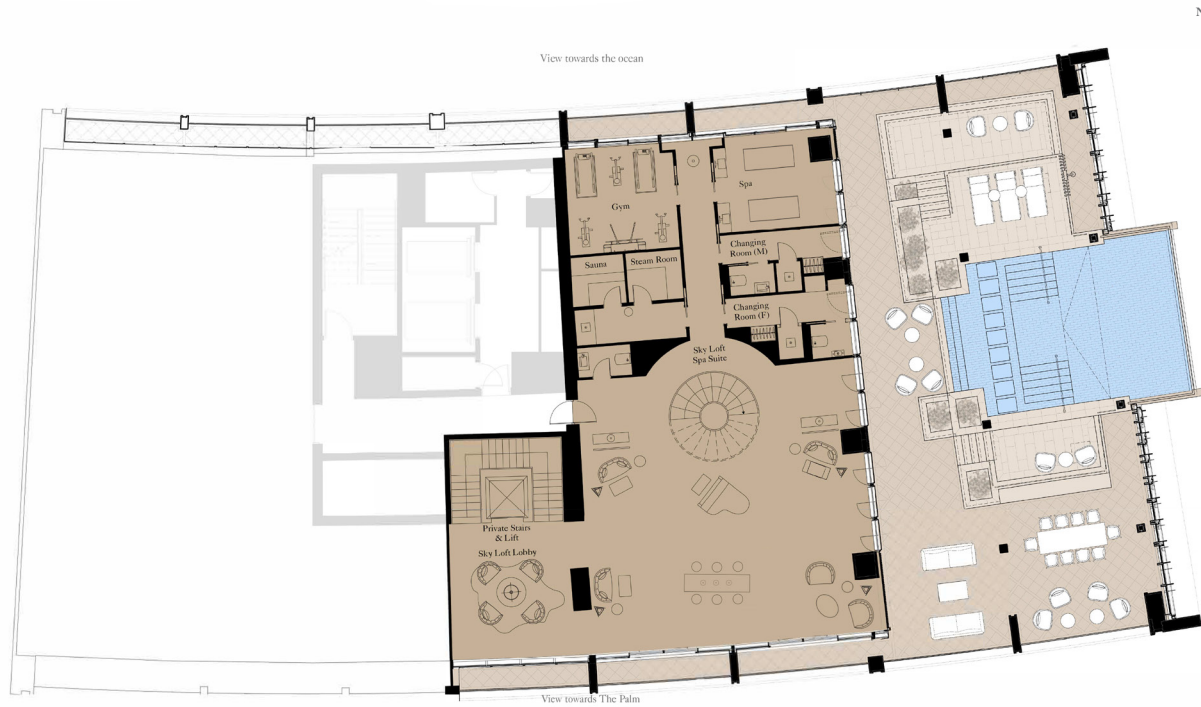 N
View towards the ocean
Gym
Spa
Sauna
Steam Room
Changing
Room (M)
Changing
Room (F)
Sky Loft
Spa Suite
Private Stairs
& Lift
Sky Loft Lobby
View towards The Palm